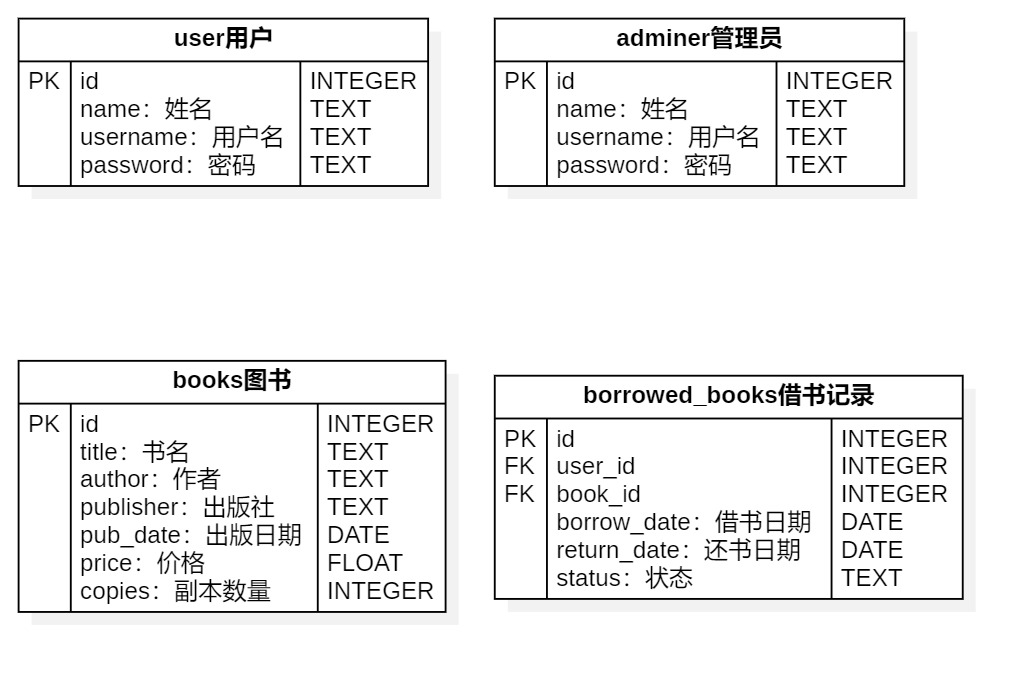 user用户
PK id INTEGER
name：姓名 TEXT
username：用户名 TEXT
password：密码 TEXT
adminer管理员
PK id INTEGER
name：姓名 TEXT
username：用户名 TEXT
password：密码 TEXT
books图书
PK id INTEGER
title：书名 TEXT
author：作者 TEXT
publisher：出版社 TEXT
pub_date：出版日期 DATE
price：价格 FLOAT
copies：副本数量 INTEGER
borrowed_books借书记录
PK id INTEGER
FK user_id INTEGER
FK book_id INTEGER
borrow_date：借书日期 DATE
return_date：还书日期 DATE
status：状态 TEXT